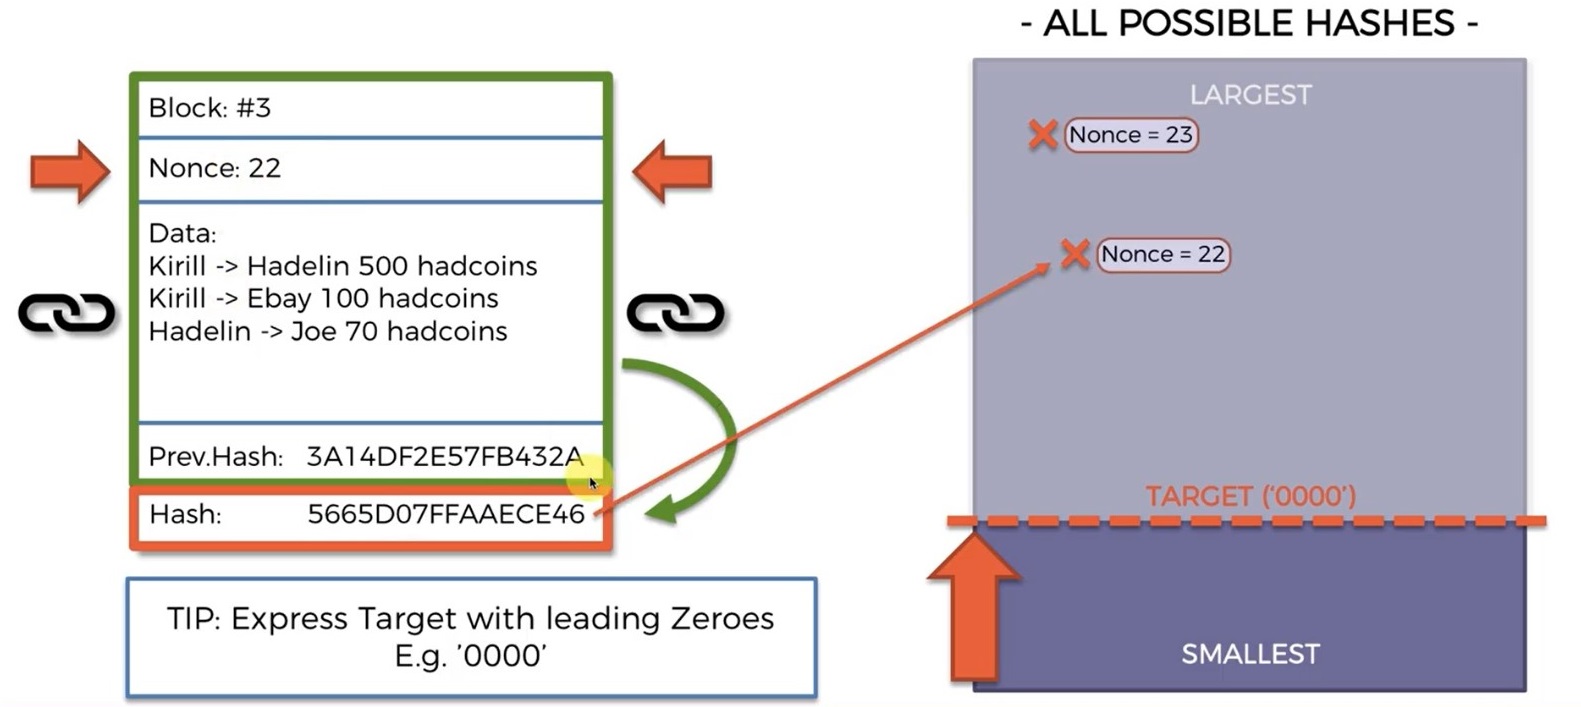 Block: #3
Nonce: 22
Data:
Kirill -> Hadelin 500 hadcoins
Kirill -> Ebay 100 hadcoins
Hadelin -> Joe 70 hadcoins
Prev.Hash: 3A14DF2E57FB432A
Hash: 5665D07FFAAECE46
TIP: Express Target with leading Zeroes
E.g. '0000'
- ALL POSSIBLE HASHES -
LARGEST
Nonce = 23
Nonce = 22
TARGET ('0000')
SMALLEST